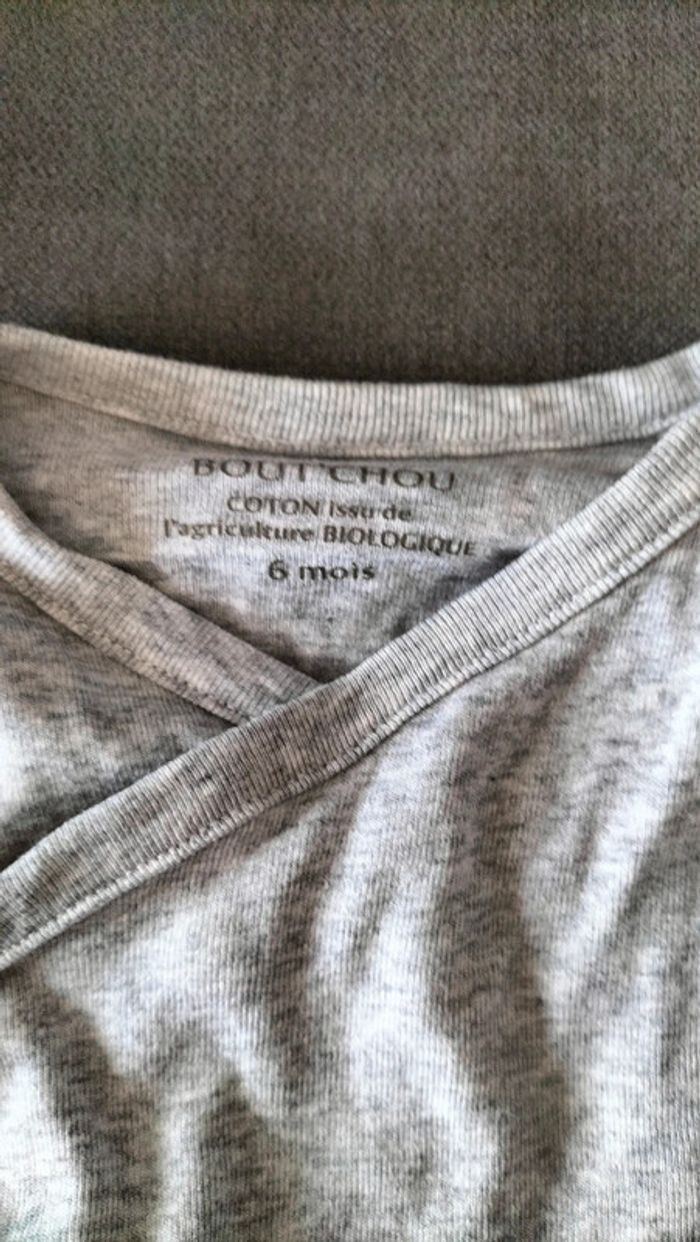 BOUT'CHOU
COTON issu de
l'agriculture BIOLOGIQUE
6 mois